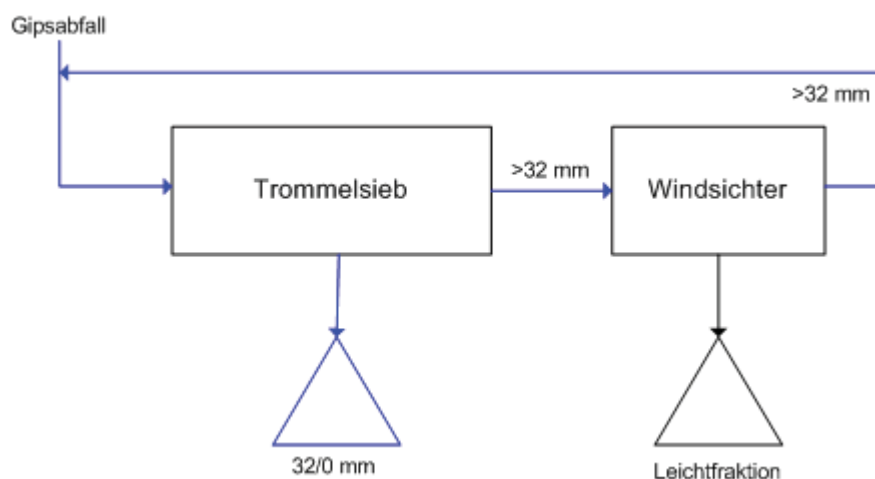 Gipsabfall
>32 mm
Trommelsieb
>32 mm
Windsichter
32/0 mm
Leichtfraktion